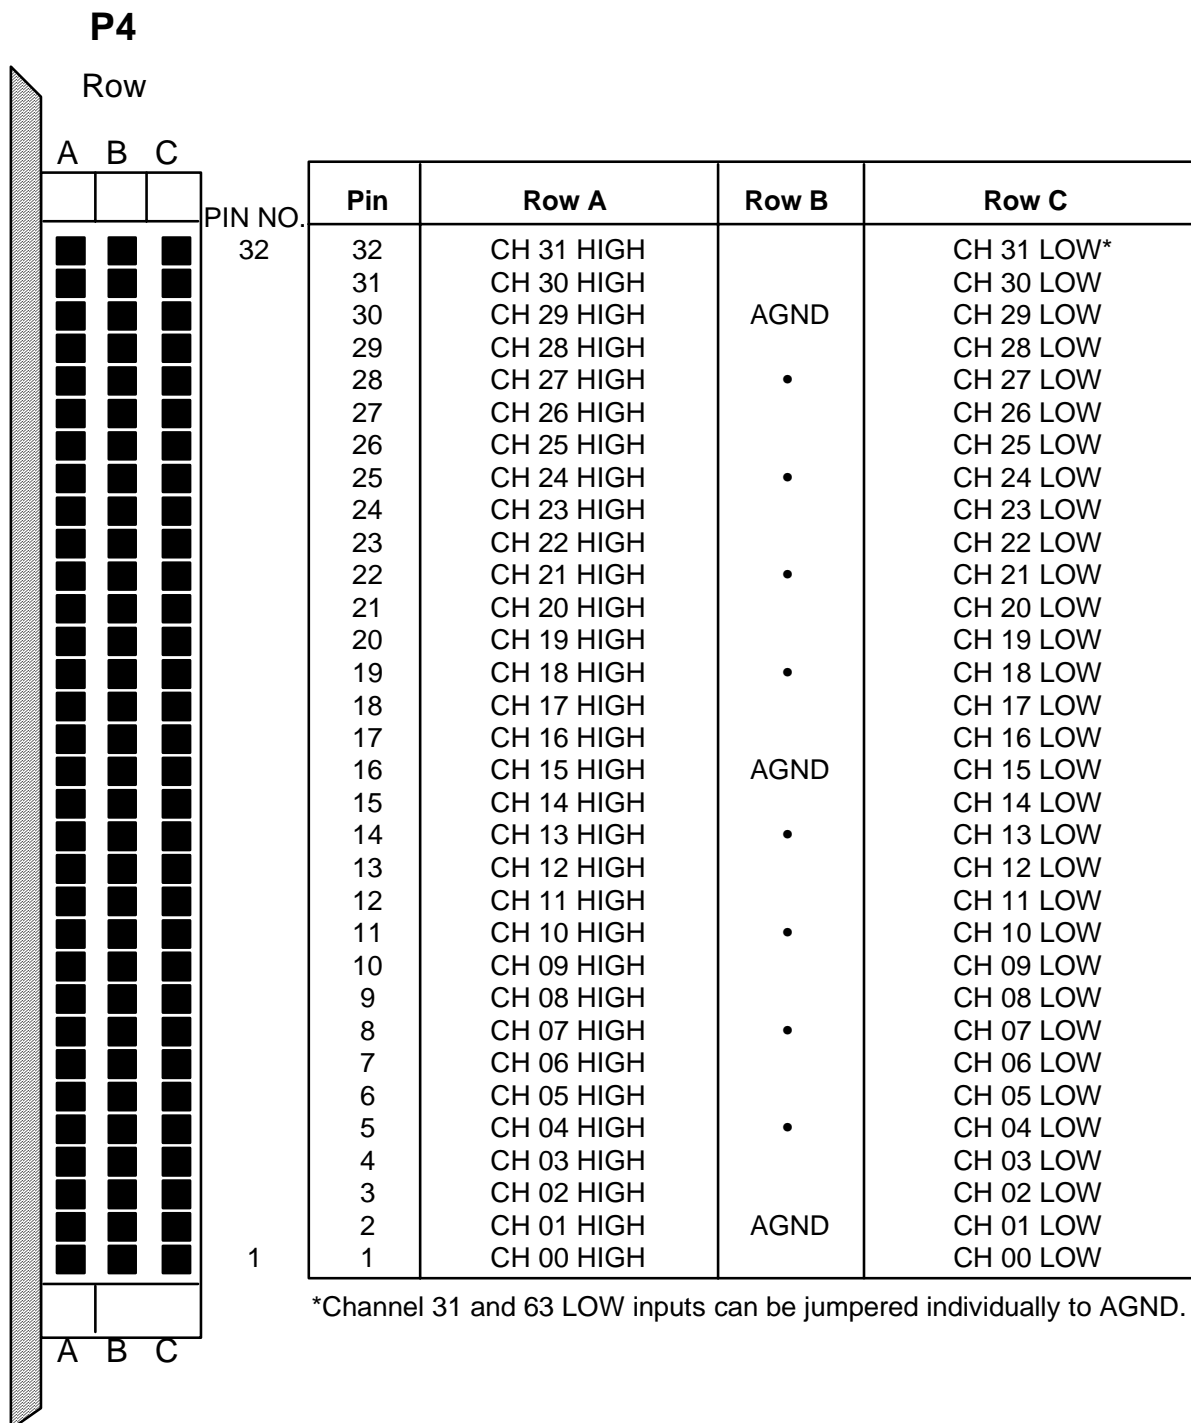 P4
Row
A B C
PIN NO.
Pin Row A Row B Row C
32 32 CH 31 HIGH CH 31 LOW*
31 CH 30 HIGH CH 30 LOW
30 CH 29 HIGH AGND CH 29 LOW
29 CH 28 HIGH CH 28 LOW
28 CH 27 HIGH • CH 27 LOW
27 CH 26 HIGH CH 26 LOW
26 CH 25 HIGH CH 25 LOW
25 CH 24 HIGH • CH 24 LOW
24 CH 23 HIGH CH 23 LOW
23 CH 22 HIGH CH 22 LOW
22 CH 21 HIGH • CH 21 LOW
21 CH 20 HIGH CH 20 LOW
20 CH 19 HIGH CH 19 LOW
19 CH 18 HIGH • CH 18 LOW
18 CH 17 HIGH CH 17 LOW
17 CH 16 HIGH CH 16 LOW
16 CH 15 HIGH AGND CH 15 LOW
15 CH 14 HIGH CH 14 LOW
14 CH 13 HIGH • CH 13 LOW
13 CH 12 HIGH CH 12 LOW
12 CH 11 HIGH CH 11 LOW
11 CH 10 HIGH • CH 10 LOW
10 CH 09 HIGH CH 09 LOW
9 CH 08 HIGH CH 08 LOW
8 CH 07 HIGH • CH 07 LOW
7 CH 06 HIGH CH 06 LOW
6 CH 05 HIGH CH 05 LOW
5 CH 04 HIGH • CH 04 LOW
4 CH 03 HIGH CH 03 LOW
3 CH 02 HIGH CH 02 LOW
2 CH 01 HIGH AGND CH 01 LOW
1 1 CH 00 HIGH CH 00 LOW
*Channel 31 and 63 LOW inputs can be jumpered individually to AGND.
A B C